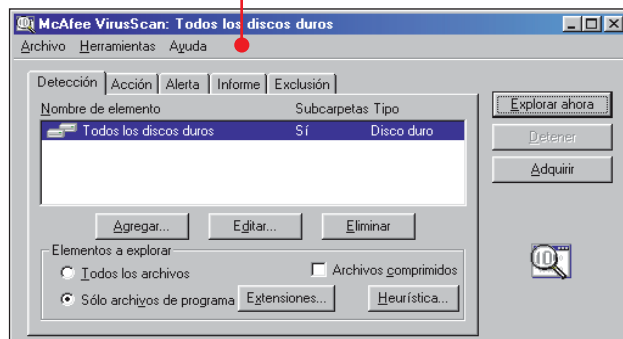 McAfee VirusScan: Todos los discos duros
Archivo Herramientas Ayuda
Detección Acción Alerta Informe Exclusión
Nombre de elemento Subcarpetas Tipo
Todos los discos duros Sí Disco duro
Explorar ahora
Detener
Adquirir
Agregar... Editar... Eliminar
Elementos a explorar
Todos los archivos Archivos comprimidos
Sólo archivos de programa Extensiones... Heurística...